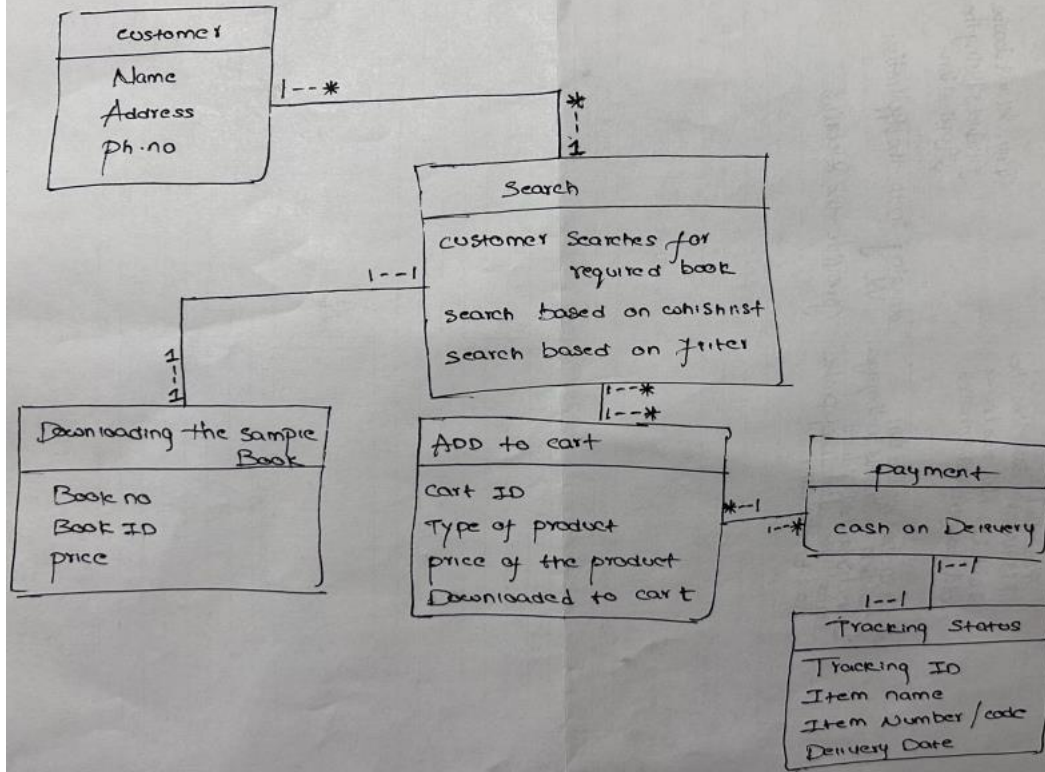 customer
Name
Address
ph.no
1--*
*--1
Search
customer searches for
required book
search based on
search based on
1--1
1--1
Downloading the sample
Book
Book no
Book ID
price
1--*
1--*
ADD to cart
cart ID
Type of product
price of the product
Downloaded to cart
*--1
1--*
payment
cash on
1--1
1--1
Tracking Status
Tracking ID
Item name
Item Number/code
Delivery Date